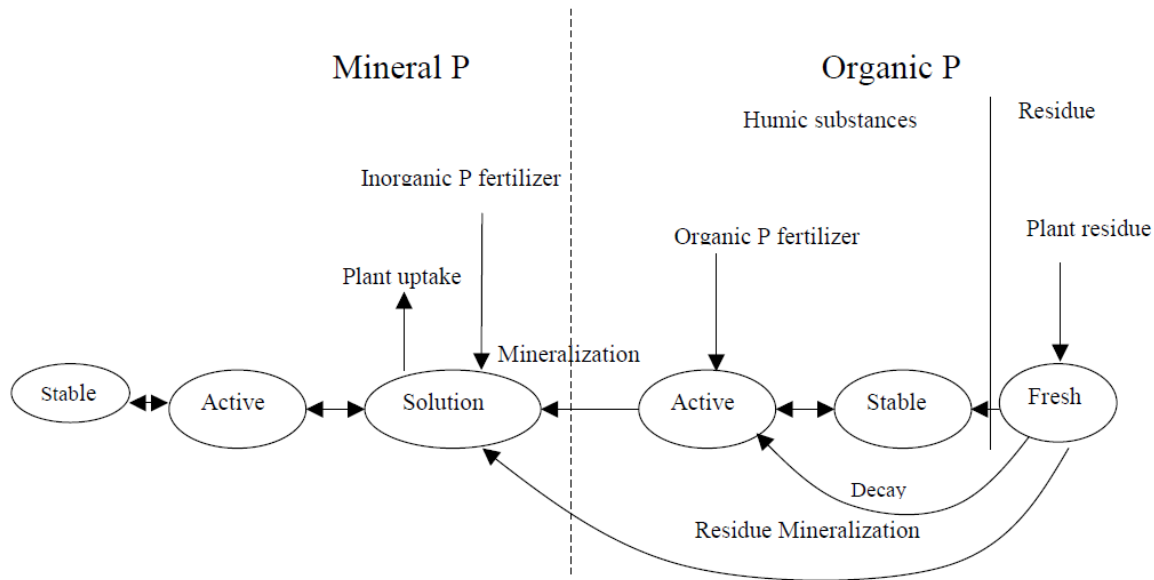 Mineral P
Organic P
Humic substances
Residue
Inorganic P fertilizer
Organic P fertilizer
Plant residue
Plant uptake
Mineralization
Stable
Active
Solution
Active
Stable
Fresh
Decay
Residue Mineralization